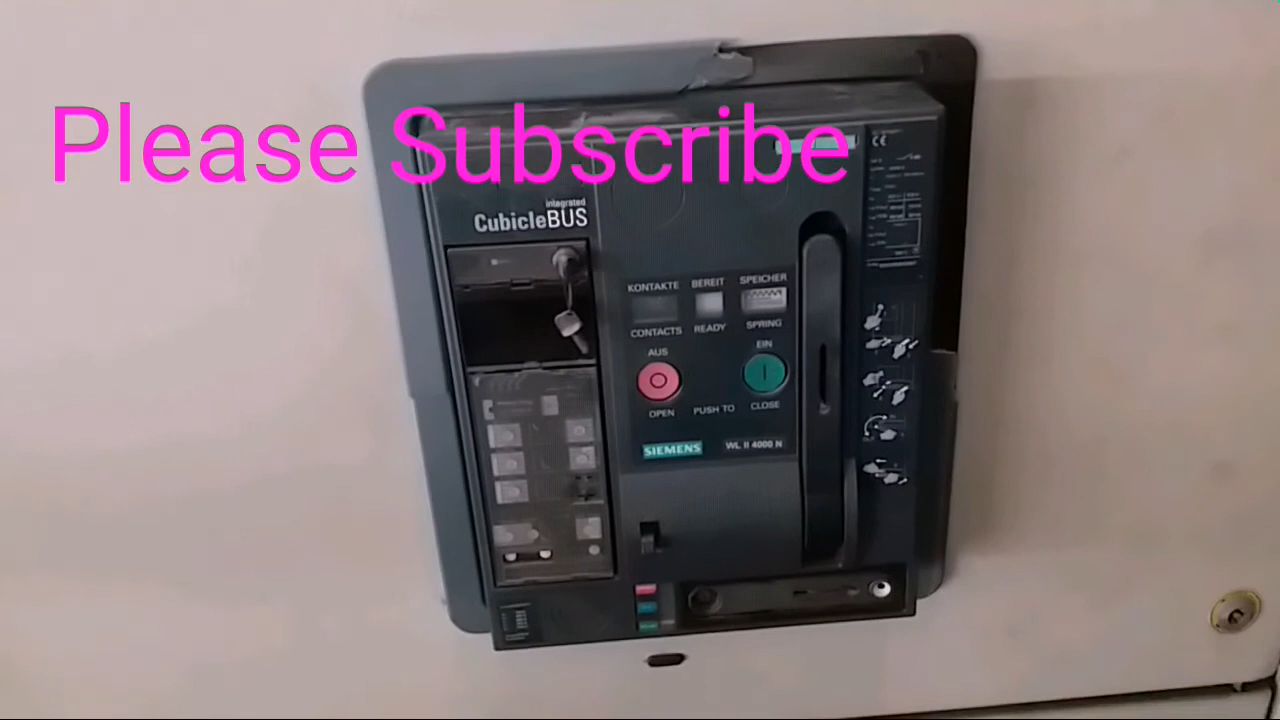 Please Subscribe
integrated
CubicleBUS
KONTAKTE BEREIT SPEICHER
CONTACTS READY SPRING
AUS EIN
OPEN PUSH TO CLOSE
SIEMENS WL II 4000 N
CE